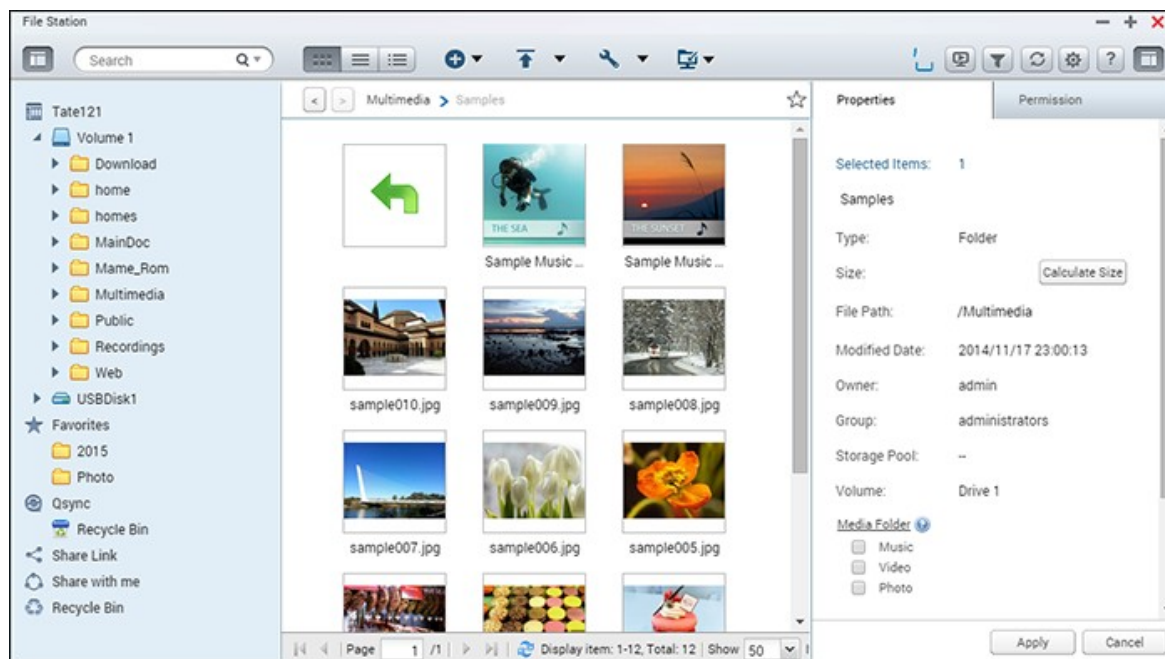 File Station
Search
Tate121
Volume 1
Download
home
homes
MainDoc
Mame_Rom
Multimedia
Public
Recordings
Web
USBDisk1
Favorites
2015
Photo
Qsync
Recycle Bin
Share Link
Share with me
Recycle Bin
Multimedia > Samples
THE SEA
Sample Music ...
THE SUNSET
Sample Music ...
sample010.jpg
sample009.jpg
sample008.jpg
sample007.jpg
sample006.jpg
sample005.jpg
Page 1 /1 Display item: 1-12, Total: 12 Show 50
Properties Permission
Selected Items: 1
Samples
Type: Folder
Size: Calculate Size
File Path: /Multimedia
Modified Date: 2014/11/17 23:00:13
Owner: admin
Group: administrators
Storage Pool: --
Volume: Drive 1
Media Folder
Music
Video
Photo
Apply Cancel